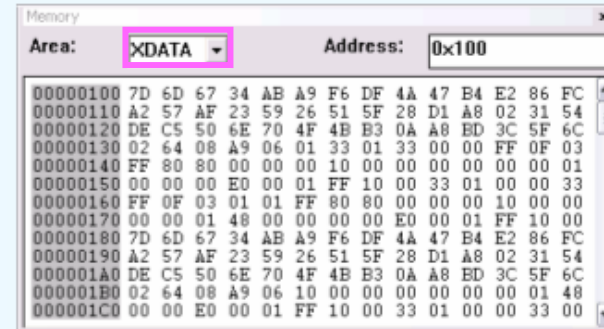 Memory
Area: XDATA Address: 0x100
00000100 7D 6D 67 34 AB A9 F6 DF 4A 47 B4 E2 86 FC
00000110 A2 57 AF 23 59 26 51 5F 28 D1 A8 02 31 54
00000120 DE C5 50 6E 70 4F 4B B3 0A A8 BD 3C 5F 6C
00000130 02 64 08 A9 06 01 33 01 33 00 00 FF 0F 03
00000140 FF 80 80 00 00 00 10 00 00 00 00 00 00 01
00000150 00 00 00 E0 00 01 FF 10 00 33 01 00 00 33
00000160 FF 0F 03 01 01 FF 80 80 00 00 00 10 00 00
00000170 00 00 01 48 00 00 00 00 E0 00 01 FF 10 00
00000180 7D 6D 67 34 AB A9 F6 DF 4A 47 B4 E2 86 FC
00000190 A2 57 AF 23 59 26 51 5F 28 D1 A8 02 31 54
000001A0 DE C5 50 6E 70 4F 4B B3 0A A8 BD 3C 5F 6C
000001B0 02 64 08 A9 06 10 00 00 00 00 00 00 01 48
000001C0 00 00 E0 00 01 FF 10 00 33 01 00 00 33 00